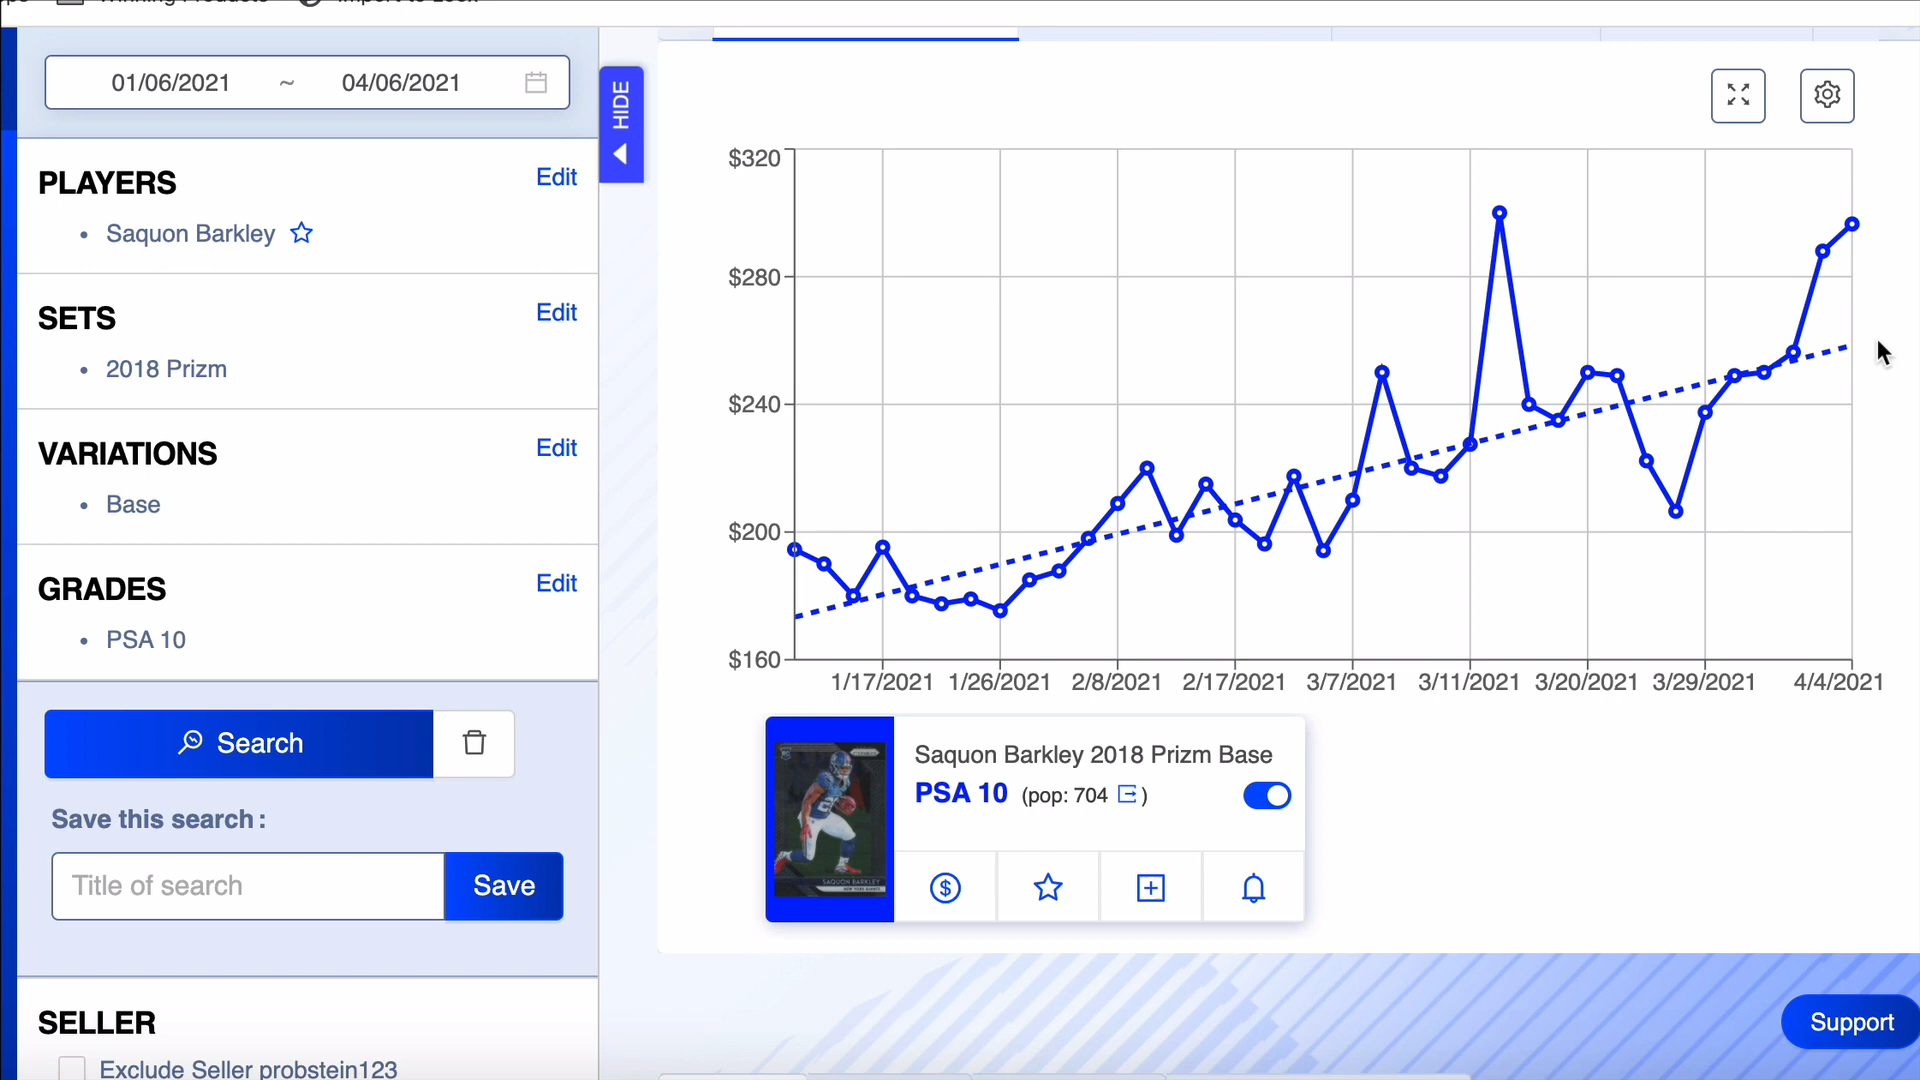 01/06/2021 ~ 04/06/2021
HIDE
PLAYERS Edit
• Saquon Barkley
SETS Edit
• 2018 Prizm
VARIATIONS Edit
• Base
GRADES Edit
• PSA 10
Search
Save this search :
Title of search Save
SELLER
Exclude Seller probstein123
$320
$280
$240
$200
$160
1/17/2021 1/26/2021 2/8/2021 2/17/2021 3/7/2021 3/11/2021 3/20/2021 3/29/2021 4/4/2021
Saquon Barkley 2018 Prizm Base
PSA 10 (pop: 704 )
SAQUON BARKLEY
Support